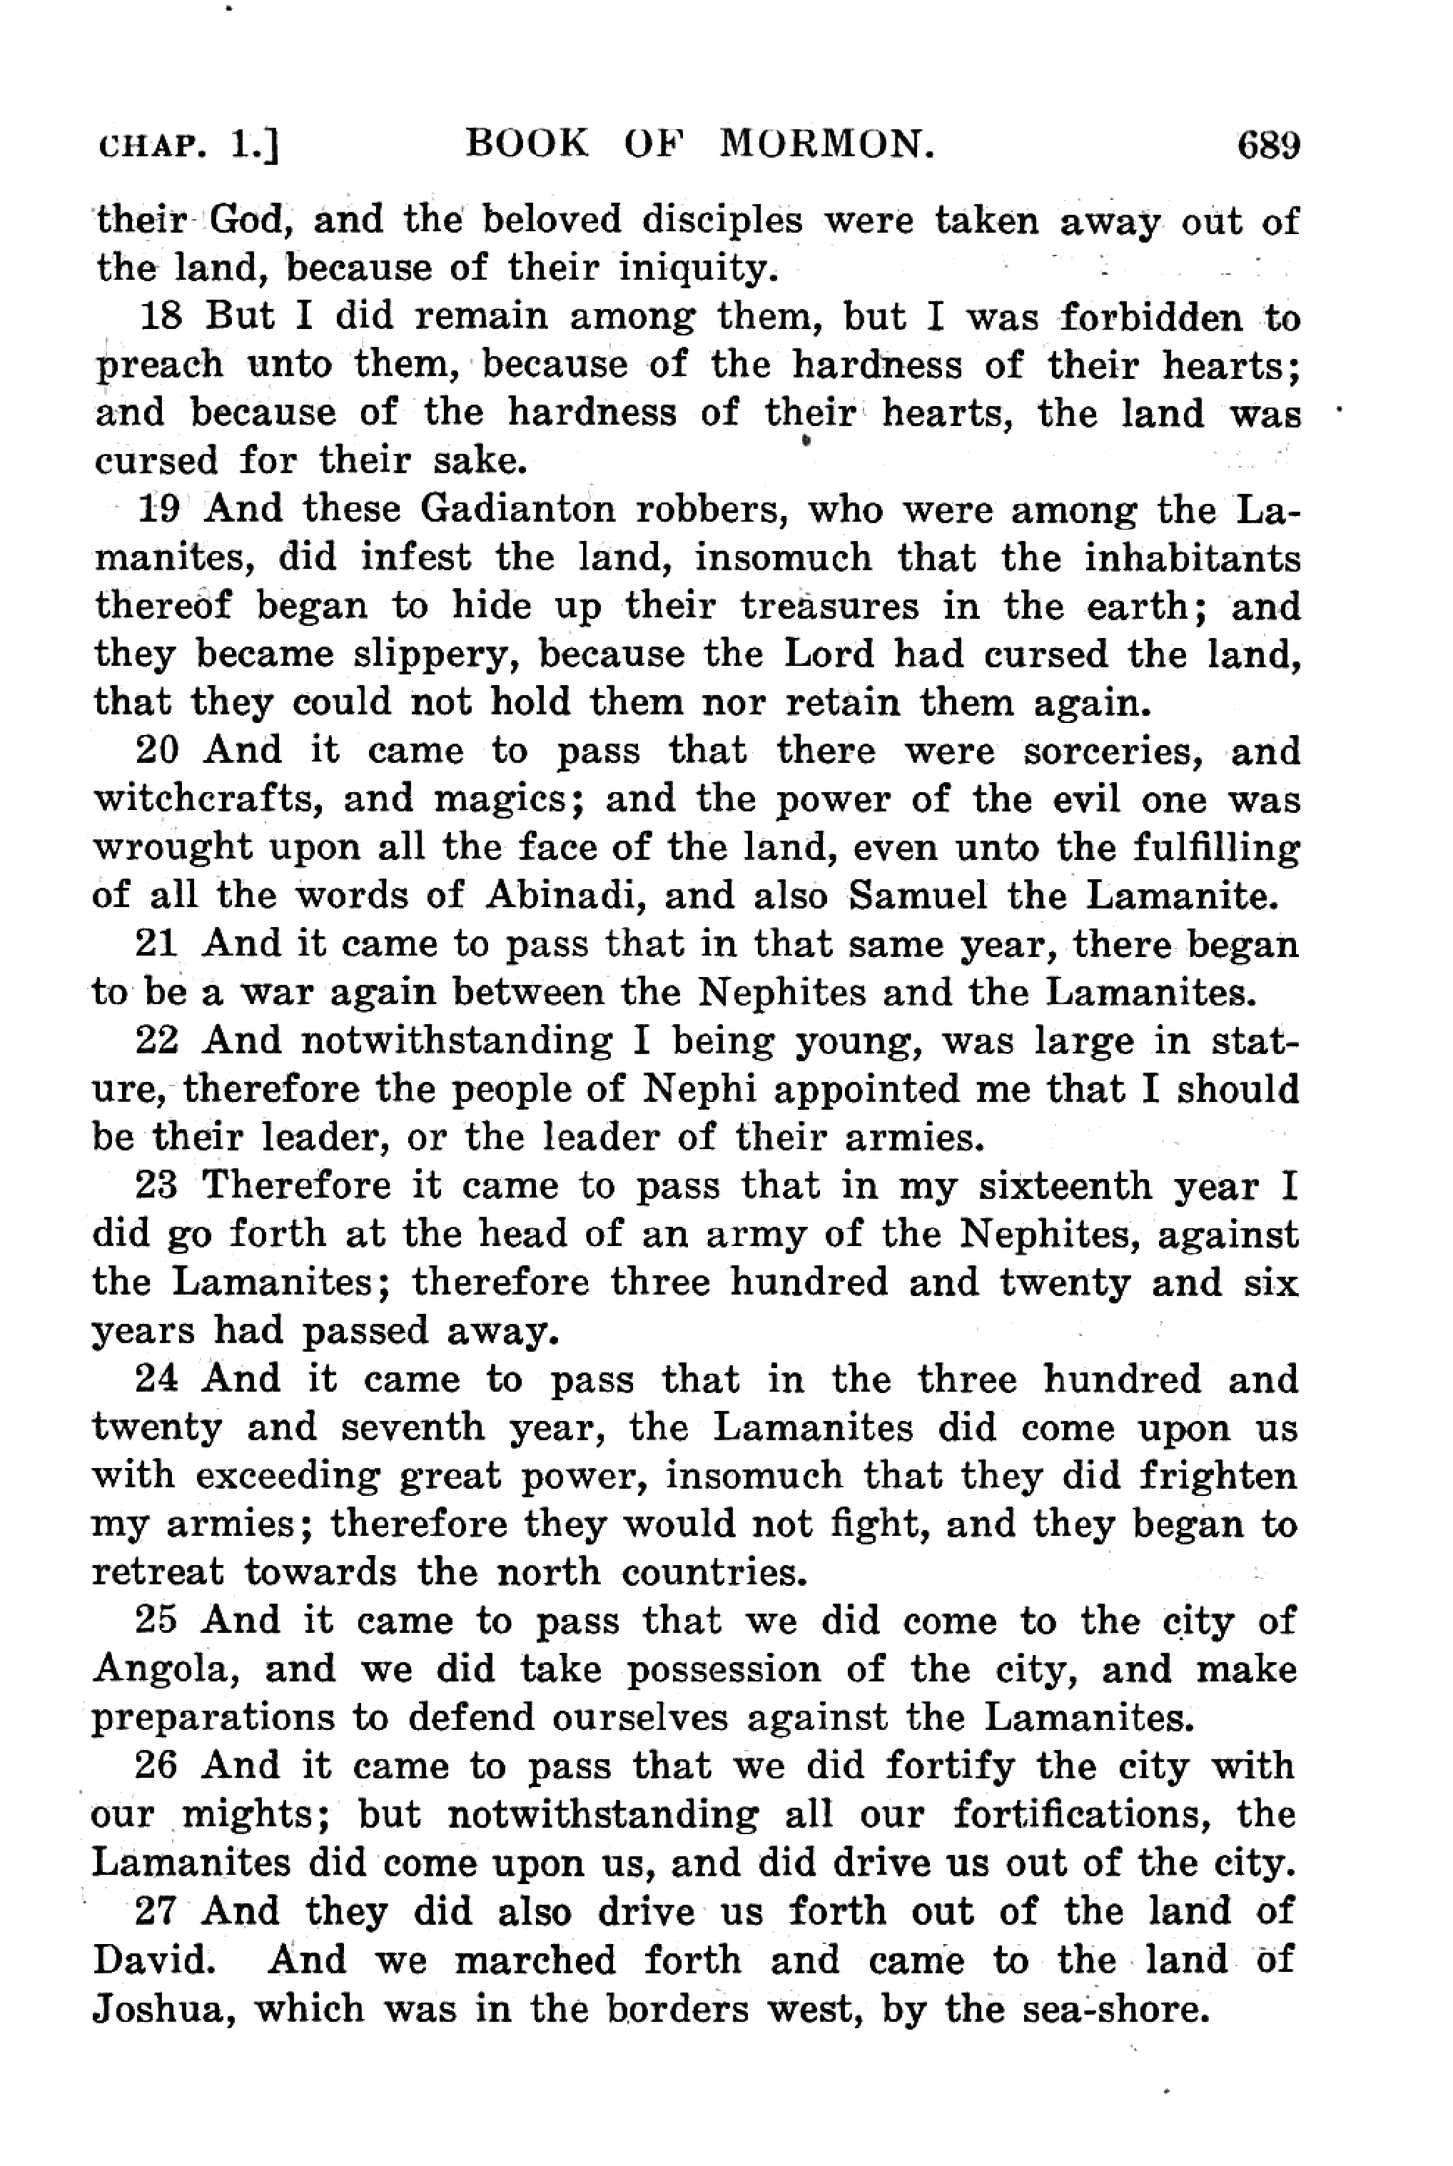 CHAP. 1.] BOOK OF MORMON. 689
their God, and the beloved disciples were taken away out of
the land, because of their iniquity.
18 But I did remain among them, but I was forbidden to
preach unto them, because of the hardness of their hearts;
and because of the hardness of their hearts, the land was
cursed for their sake.
19 And these Gadianton robbers, who were among the La-
manites, did infest the land, insomuch that the inhabitants
thereof began to hide up their treasures in the earth; and
they became slippery, because the Lord had cursed the land,
that they could not hold them nor retain them again.
20 And it came to pass that there were sorceries, and
witchcrafts, and magics; and the power of the evil one was
wrought upon all the face of the land, even unto the fulfilling
of all the words of Abinadi, and also Samuel the Lamanite.
21 And it came to pass that in that same year, there began
to be a war again between the Nephites and the Lamanites.
22 And notwithstanding I being young, was large in stat-
ure, therefore the people of Nephi appointed me that I should
be their leader, or the leader of their armies.
23 Therefore it came to pass that in my sixteenth year I
did go forth at the head of an army of the Nephites, against
the Lamanites; therefore three hundred and twenty and six
years had passed away.
24 And it came to pass that in the three hundred and
twenty and seventh year, the Lamanites did come upon us
with exceeding great power, insomuch that they did frighten
my armies; therefore they would not fight, and they began to
retreat towards the north countries.
25 And it came to pass that we did come to the city of
Angola, and we did take possession of the city, and make
preparations to defend ourselves against the Lamanites.
26 And it came to pass that we did fortify the city with
our mights; but notwithstanding all our fortifications, the
Lamanites did come upon us, and did drive us out of the city.
27 And they did also drive us forth out of the land of
David. And we marched forth and came to the land of
Joshua, which was in the borders west, by the sea-shore.